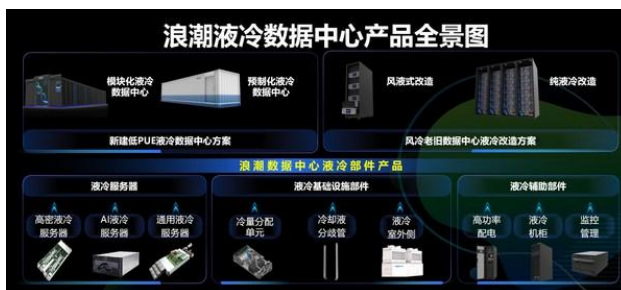 浪潮液冷数据中心产品全景图
模块化液冷
数据中心
预制化液冷
数据中心
风液式改造
纯液冷改造
新建低PUE液冷数据中心方案
风冷老旧数据中心液冷改造方案
浪潮数据中心液冷部件产品
液冷服务器
液冷基础设施部件
液冷辅助部件
高密液冷
服务器
AI液冷
服务器
通用液冷
服务器
冷量分配
单元
冷却液
分歧管
液冷
室外侧
高功率
配电
液冷
机柜
监控
管理